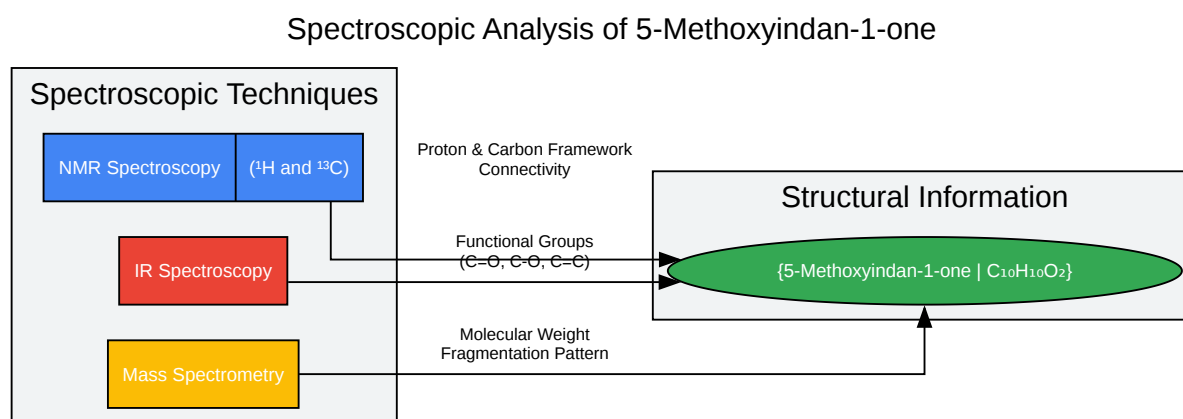 Spectroscopic Analysis of 5-Methoxyindan-1-one
Spectroscopic Techniques
NMR Spectroscopy
(¹H and ¹³C)
Proton & Carbon Framework
Connectivity
Structural Information
IR Spectroscopy
Functional Groups
(C=O, C-O, C=C)
{5-Methoxyindan-1-one | C₁₀H₁₀O₂}
Mass Spectrometry
Molecular Weight
Fragmentation Pattern